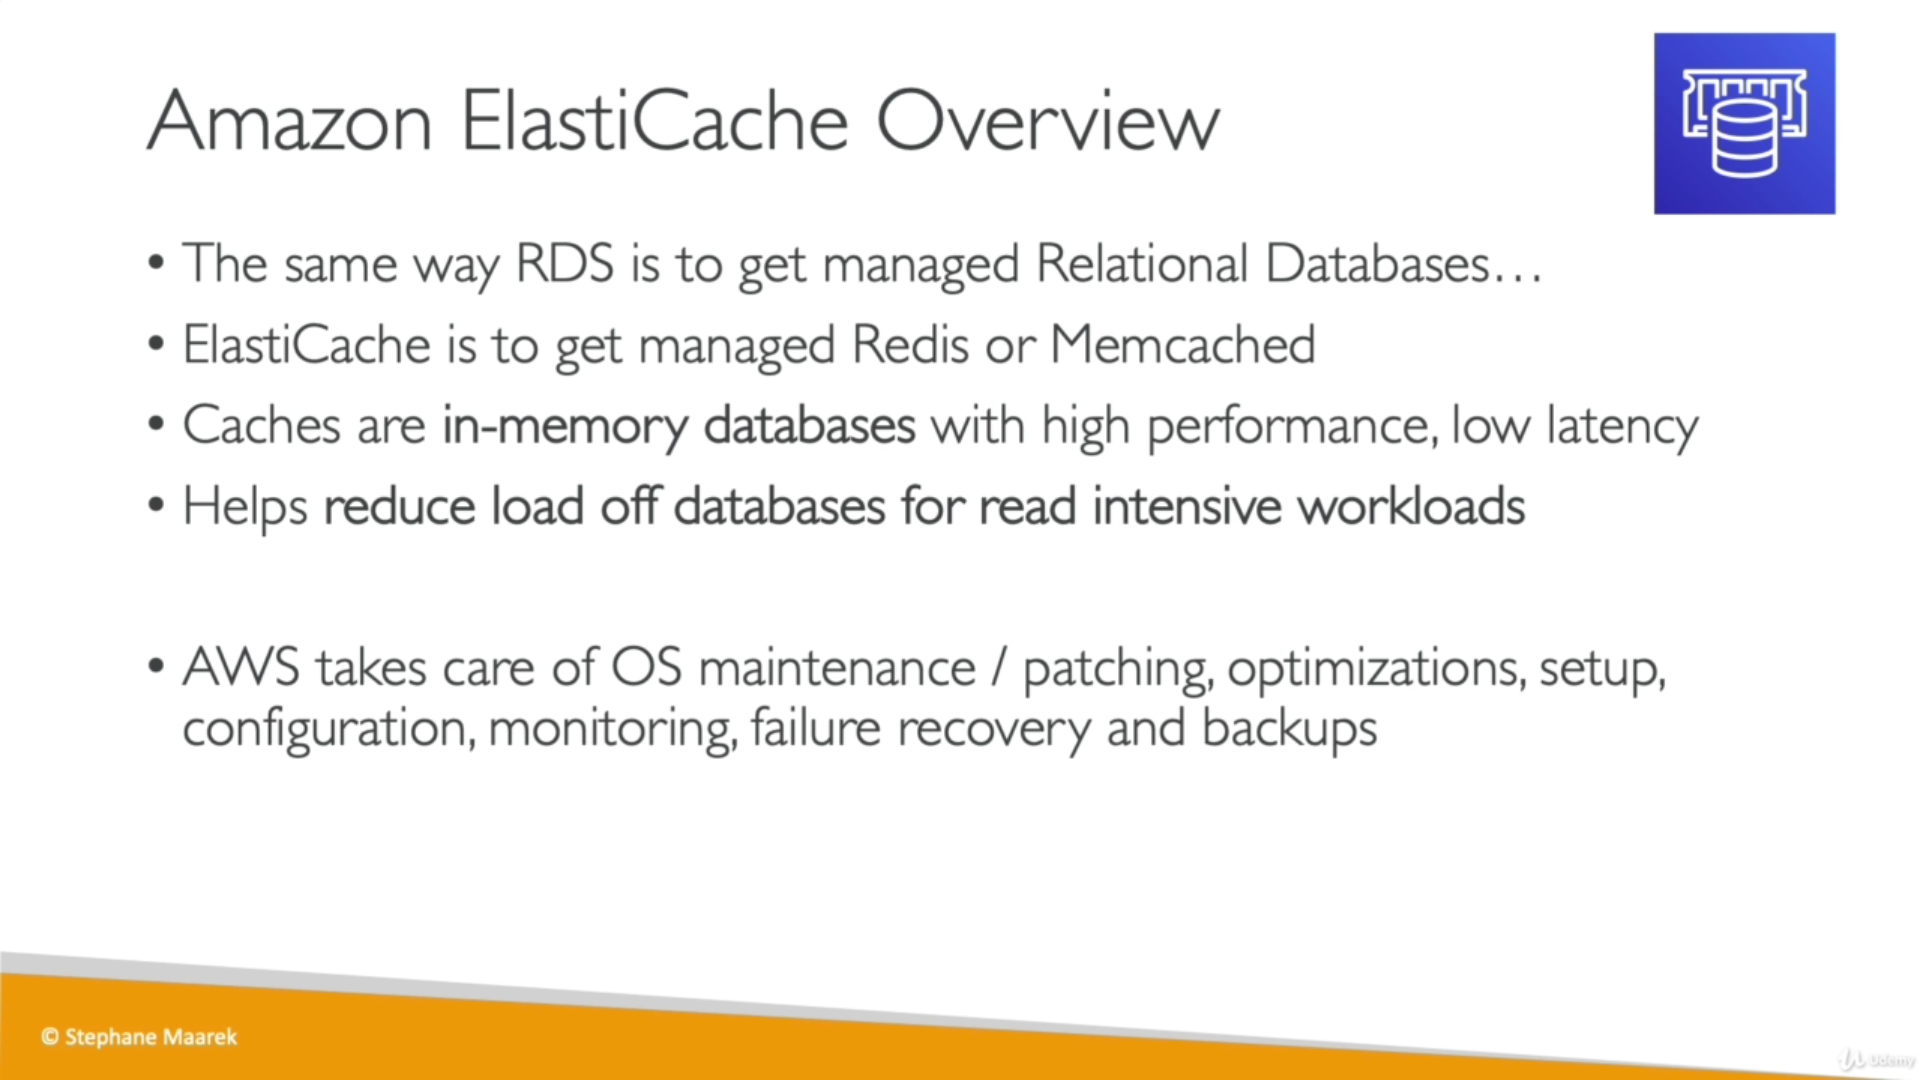 Amazon ElastiCache Overview
• The same way RDS is to get managed Relational Databases…
• ElastiCache is to get managed Redis or Memcached
• Caches are in-memory databases with high performance, low latency
• Helps reduce load off databases for read intensive workloads
• AWS takes care of OS maintenance / patching, optimizations, setup,
configuration, monitoring, failure recovery and backups
© Stephane Maarek
Udemy